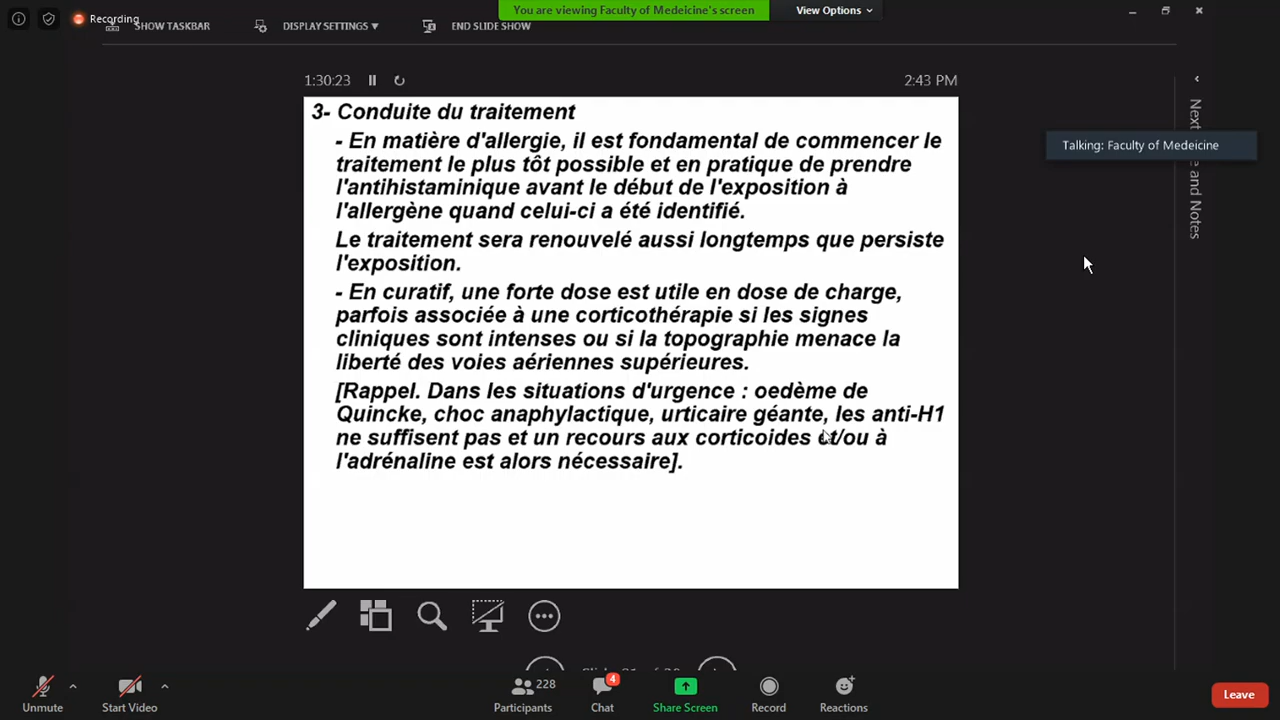 Recording
You are viewing Faculty of Medeicine's screen
View Options
SHOW TASKBAR
DISPLAY SETTINGS
END SLIDE SHOW
1:30:23
2:43 PM
3- Conduite du traitement
- En matière d'allergie, il est fondamental de commencer le
traitement le plus tôt possible et en pratique de prendre
l'antihistaminique avant le début de l'exposition à
l'allergène quand celui-ci a été identifié.
Le traitement sera renouvelé aussi longtemps que persiste
l'exposition.
- En curatif, une forte dose est utile en dose de charge,
parfois associée à une corticothérapie si les signes
cliniques sont intenses ou si la topographie menace la
liberté des voies aériennes supérieures.
[Rappel. Dans les situations d'urgence : oedème de
Quincke, choc anaphylactique, urticaire géante, les anti-H1
ne suffisent pas et un recours aux corticoides et/ou à
l'adrénaline est alors nécessaire].
Talking: Faculty of Medeicine
Next
and Notes
Unmute
Start Video
228
Participants
4
Chat
Share Screen
Record
Reactions
Leave